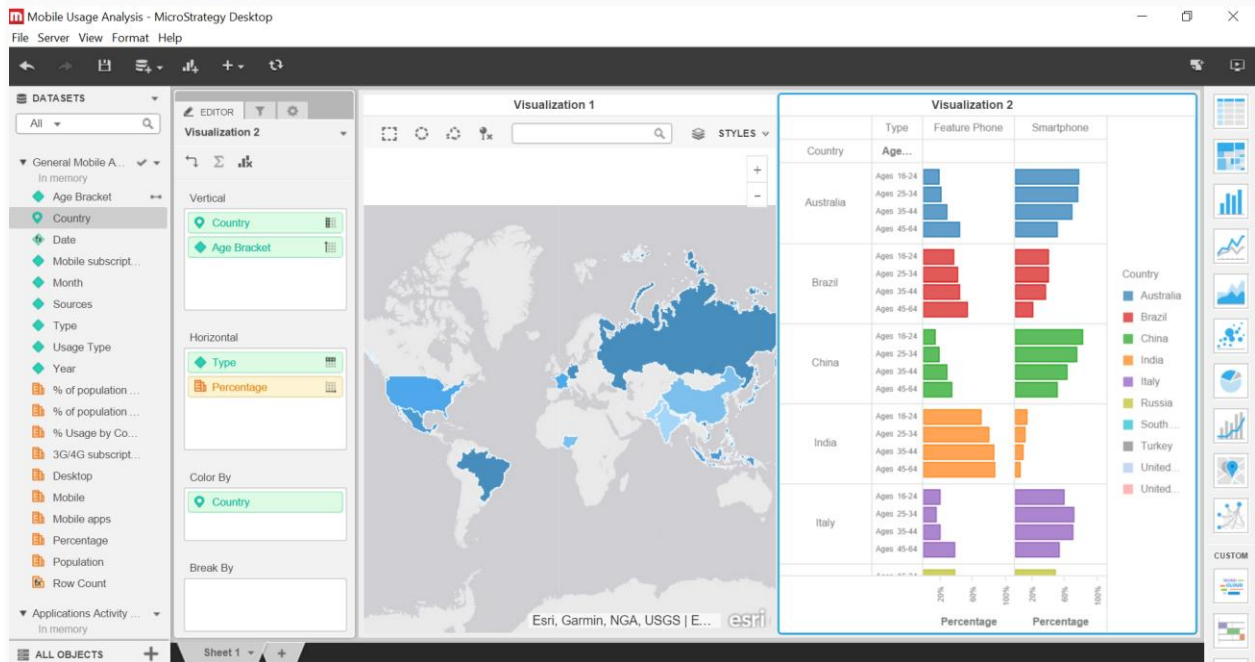 Mobile Usage Analysis - MicroStrategy Desktop
File Server View Format Help
DATASETS
All
General Mobile A...
In memory
Age Bracket
Country
Date
Mobile subscript...
Month
Sources
Type
Usage Type
Year
% of population ...
% of population ...
% Usage by Co...
3G/4G subscript...
Desktop
Mobile
Mobile apps
Percentage
Population
Row Count
Applications Activity ...
In memory
ALL OBJECTS
EDITOR
Visualization 2
Vertical
Country
Age Bracket
Horizontal
Type
Percentage
Color By
Country
Break By
Visualization 1
STYLES
+
-
Esri, Garmin, NGA, USGS | E...
esri
Visualization 2
Type Feature Phone Smartphone
Country Age...
Australia
Ages 16-24
Ages 25-34
Ages 35-44
Ages 45-64
Brazil
Ages 16-24
Ages 25-34
Ages 35-44
Ages 45-64
China
Ages 16-24
Ages 25-34
Ages 35-44
Ages 45-64
India
Ages 16-24
Ages 25-34
Ages 35-44
Ages 45-64
Italy
Ages 16-24
Ages 25-34
Ages 35-44
Ages 45-64
20% 60% 100% 20% 60% 100%
Percentage Percentage
Country
Australia
Brazil
China
India
Italy
Russia
South ...
Turkey
United...
United...
CUSTOM
Sheet 1 +